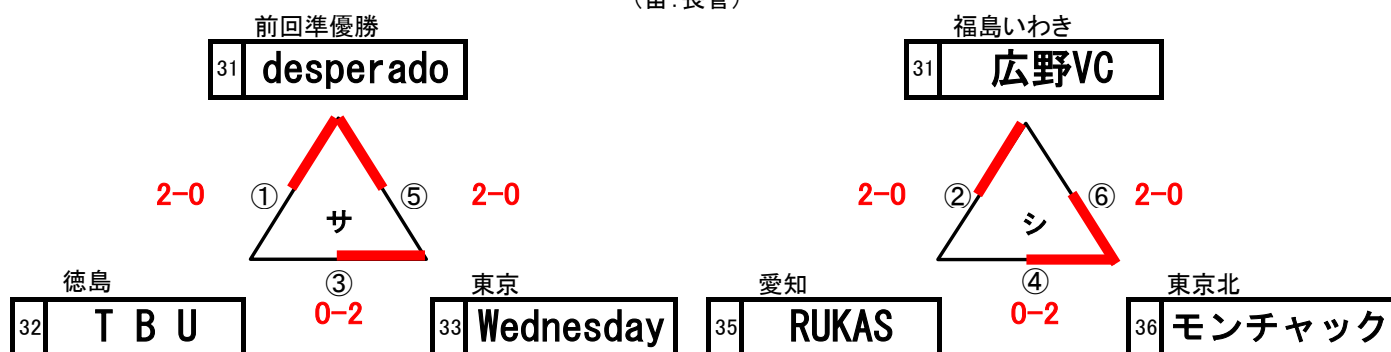 前回準優勝
31 desperado
2-0 ① ⑤ 2-0
サ
③
0-2
徳島
32 T B U
東京
33 Wednesday
福島いわき
31 広野VC
2-0 ② ⑥ 2-0
シ
④
0-2
愛知
35 RUKAS
東京北
36 モンチャック